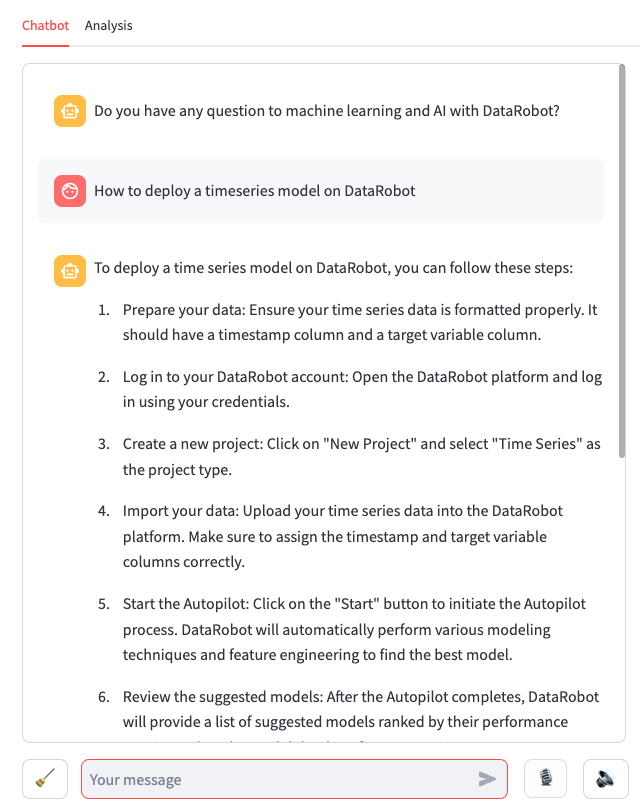 Chatbot Analysis
Do you have any question to machine learning and AI with DataRobot?
How to deploy a timeseries model on DataRobot
To deploy a time series model on DataRobot, you can follow these steps:
1. Prepare your data: Ensure your time series data is formatted properly. It
should have a timestamp column and a target variable column.
2. Log in to your DataRobot account: Open the DataRobot platform and log
in using your credentials.
3. Create a new project: Click on "New Project" and select "Time Series" as
the project type.
4. Import your data: Upload your time series data into the DataRobot
platform. Make sure to assign the timestamp and target variable
columns correctly.
5. Start the Autopilot: Click on the "Start" button to initiate the Autopilot
process. DataRobot will automatically perform various modeling
techniques and feature engineering to find the best model.
6. Review the suggested models: After the Autopilot completes, DataRobot
will provide a list of suggested models ranked by their performance
Your message